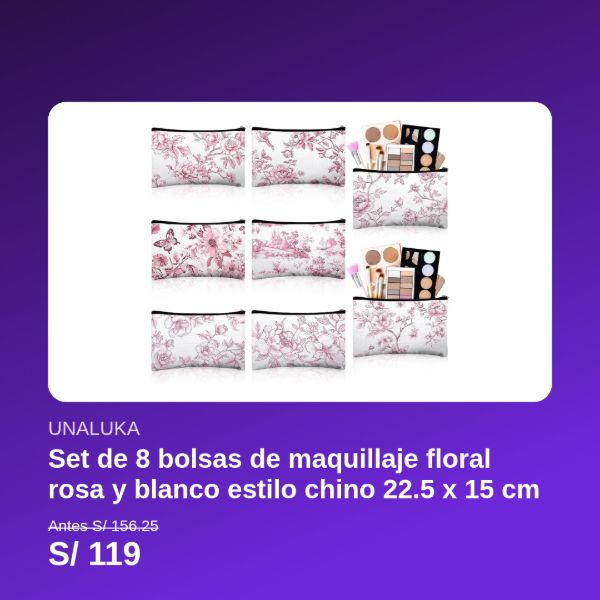 UNALUKA
Set de 8 bolsas de maquillaje floral
rosa y blanco estilo chino 22.5 x 15 cm
Antes S/ 156.25
S/ 119